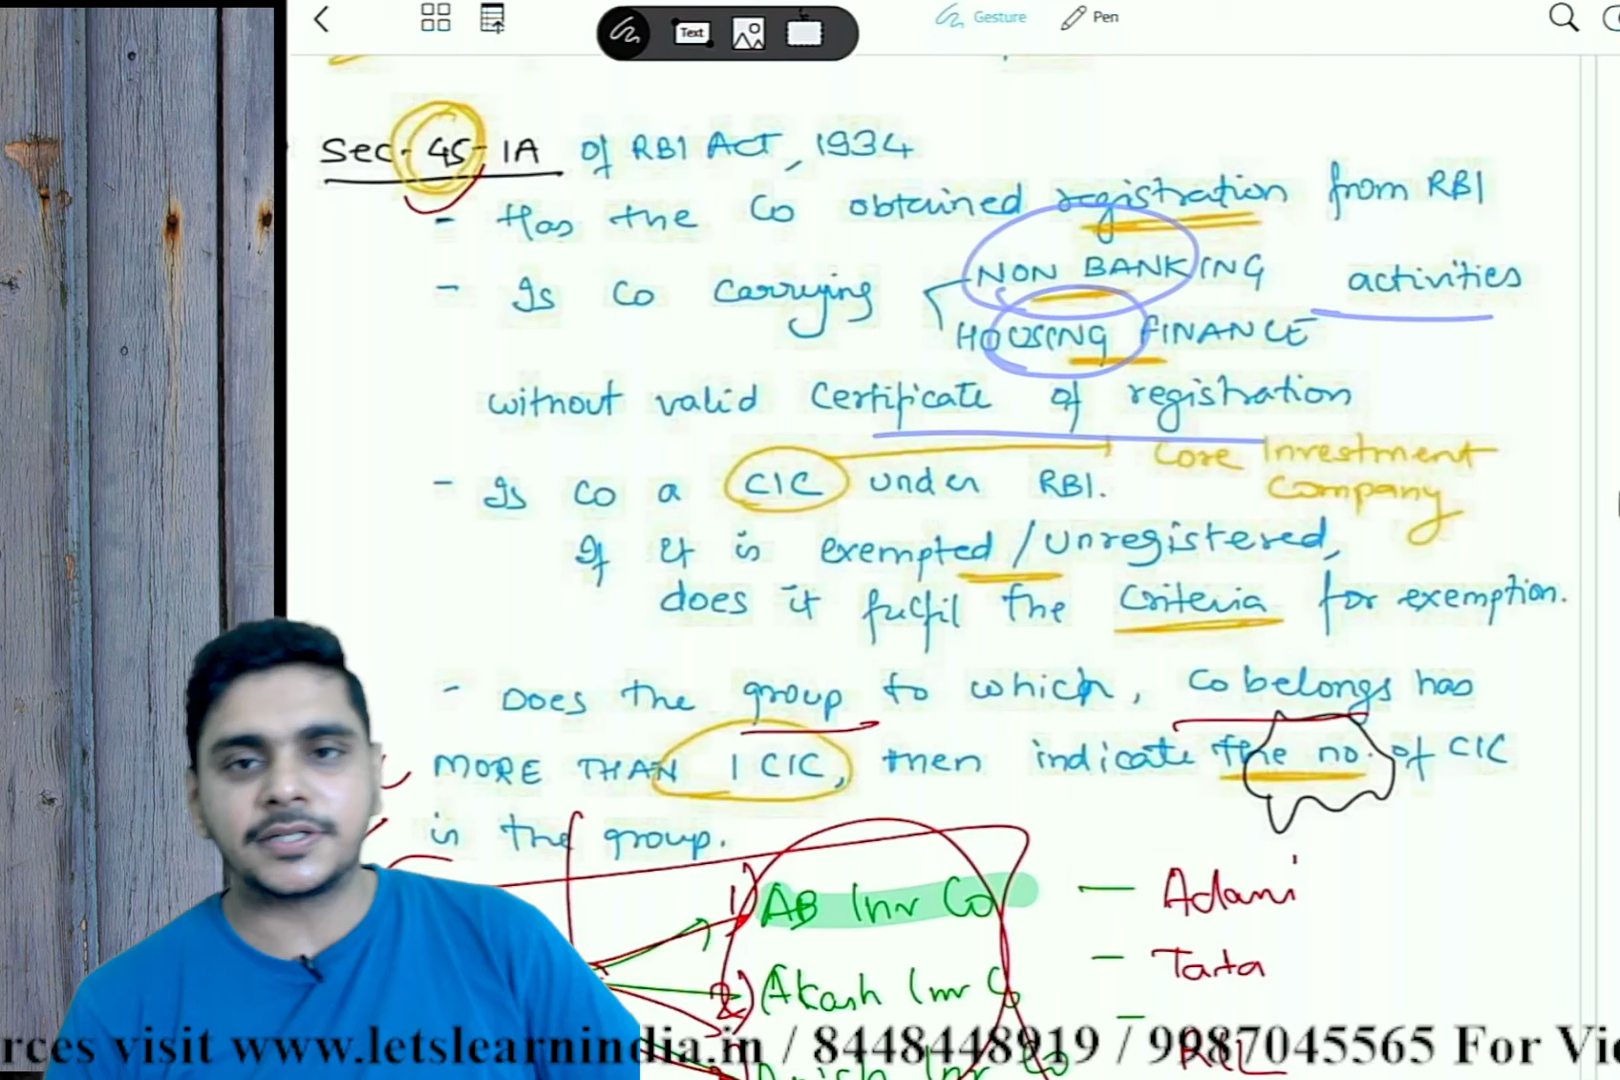 Text
Gesture
Pen
Sec-45-IA of RBI ACT, 1934
- Has the Co obtained registration from RBI
- Is Co carrying NON BANKING activities
HOUSING FINANCE
without valid Certificate of registration
Core Investment
Company
- Is Co a CIC under RBI.
If it is exempted / Unregistered,
does it fulfil the Criteria for exemption.
- Does the group to which, Co belongs has
MORE THAN 1 CIC, then indicate the no. of CIC
in the group.
1) AB Inv Co — Adani
2) Akash Inv Co — Tata
Inv Co — RIL
rces visit www.letslearnindia.in / 8448448919 / 9987045565 For Vi